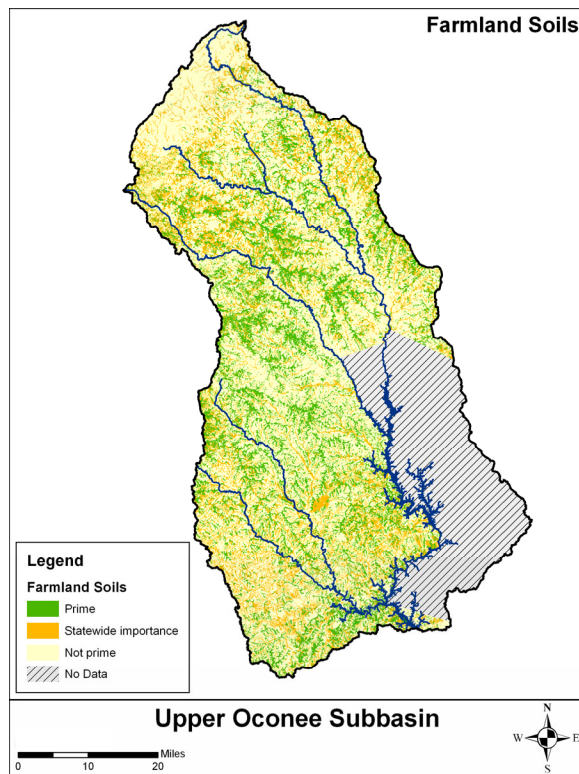 Farmland Soils
Legend
Farmland Soils
Prime
Statewide importance
Not prime
No Data
Upper Oconee Subbasin
Miles
0 10 20
N
W E
S